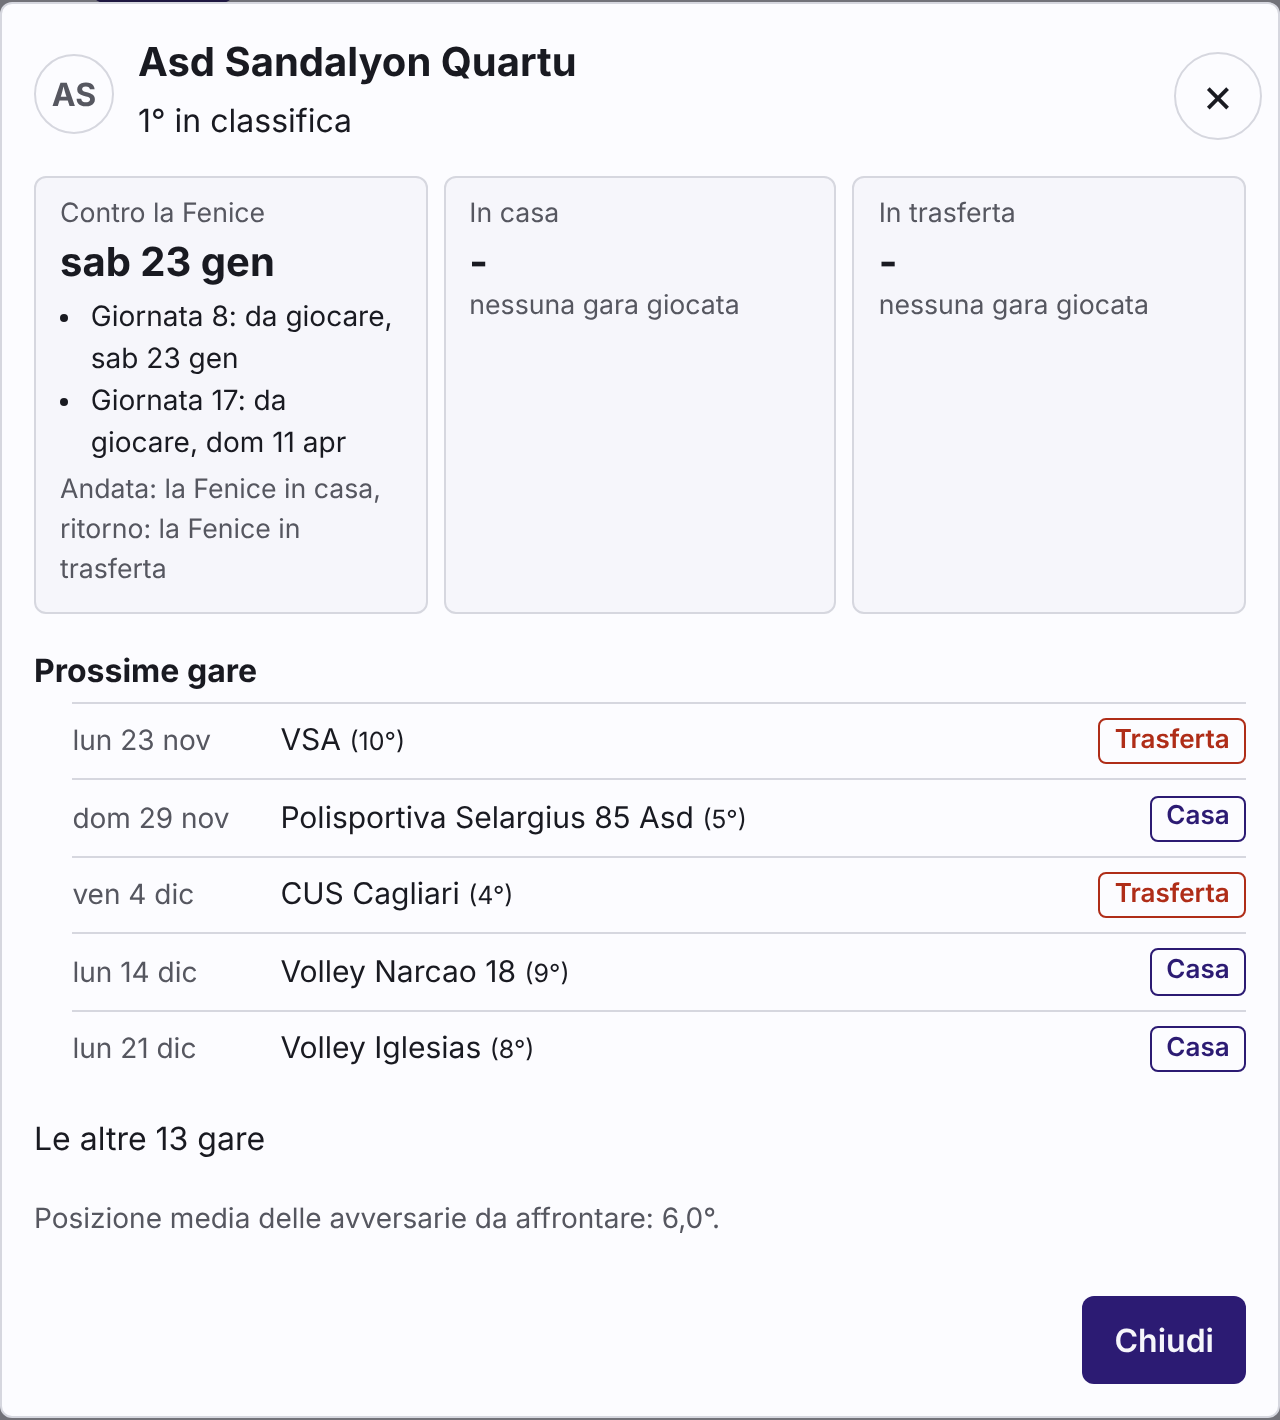 AS
Asd Sandalyon Quartu
1° in classifica
Contro la Fenice
sab 23 gen
• Giornata 8: da giocare,
sab 23 gen
• Giornata 17: da
giocare, dom 11 apr
Andata: la Fenice in casa,
ritorno: la Fenice in
trasferta
In casa
-
nessuna gara giocata
In trasferta
-
nessuna gara giocata
Prossime gare
lun 23 nov VSA (10°) Trasferta
dom 29 nov Polisportiva Selargius 85 Asd (5°) Casa
ven 4 dic CUS Cagliari (4°) Trasferta
lun 14 dic Volley Narcao 18 (9°) Casa
lun 21 dic Volley Iglesias (8°) Casa
Le altre 13 gare
Posizione media delle avversarie da affrontare: 6,0°.
Chiudi